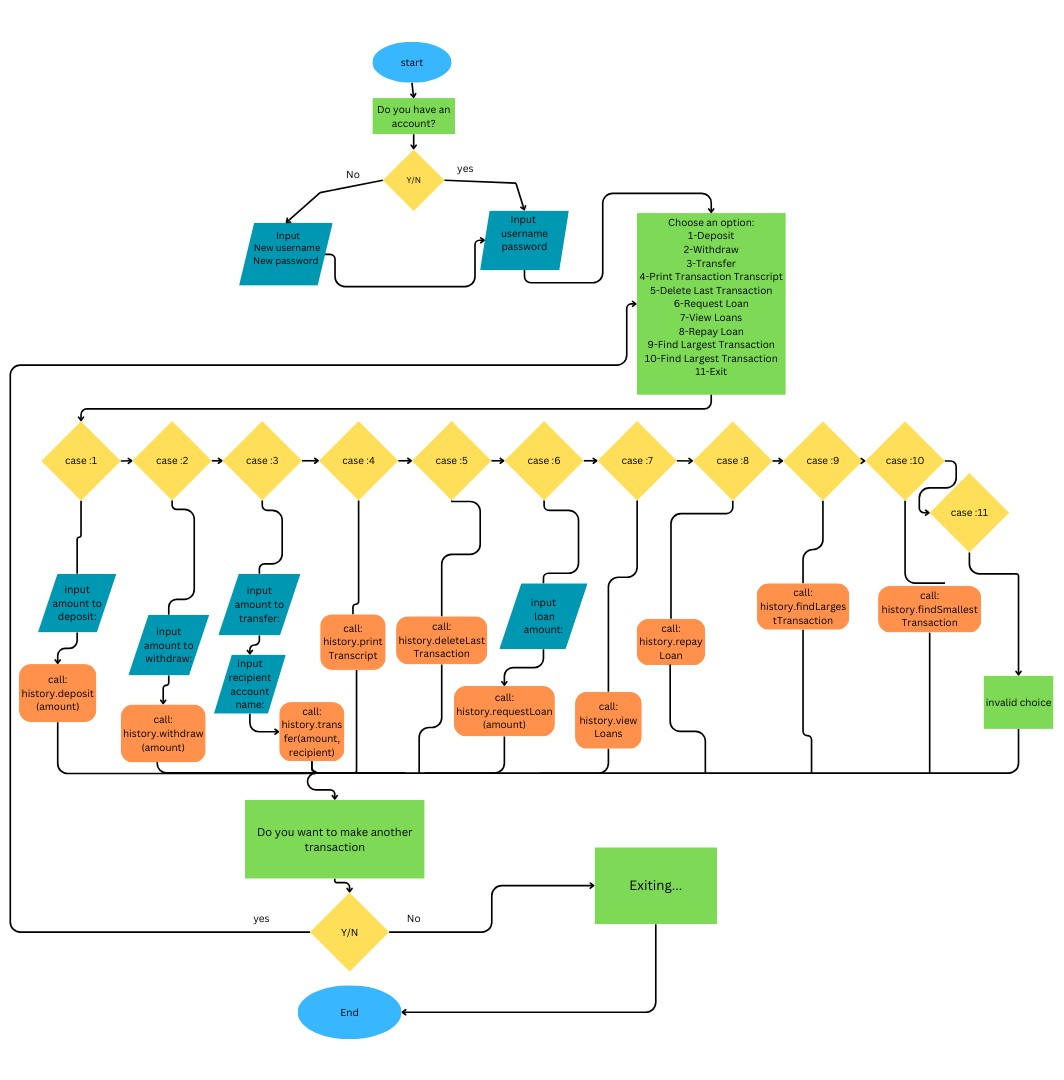 start
Do you have an
account?
Y/N
No
yes
Input
New username
New password
Input
username
password
Choose an option:
1-Deposit
2-Withdraw
3-Transfer
4-Print Transaction Transcript
5-Delete Last Transaction
6-Request Loan
7-View Loans
8-Repay Loan
9-Find Largest Transaction
10-Find Largest Transaction
11-Exit
case :1
case :2
case :3
case :4
case :5
case :6
case :7
case :8
case :9
case :10
case :11
input
amount to
deposit:
call:
history.deposit
(amount)
input
amount to
withdraw:
call:
history.withdraw
(amount)
input
amount to
transfer:
input
recipient
account
name:
call:
history.trans
fer(amount,
recipient)
call:
history.print
Transcript
call:
history.deleteLast
Transaction
input
loan
amount:
call:
history.requestLoan
(amount)
call:
history.view
Loans
call:
history.repay
Loan
call:
history.findLarges
tTransaction
call:
history.findSmallest
Transaction
invalid choice
Do you want to make another
transaction
Y/N
yes
No
Exiting...
End